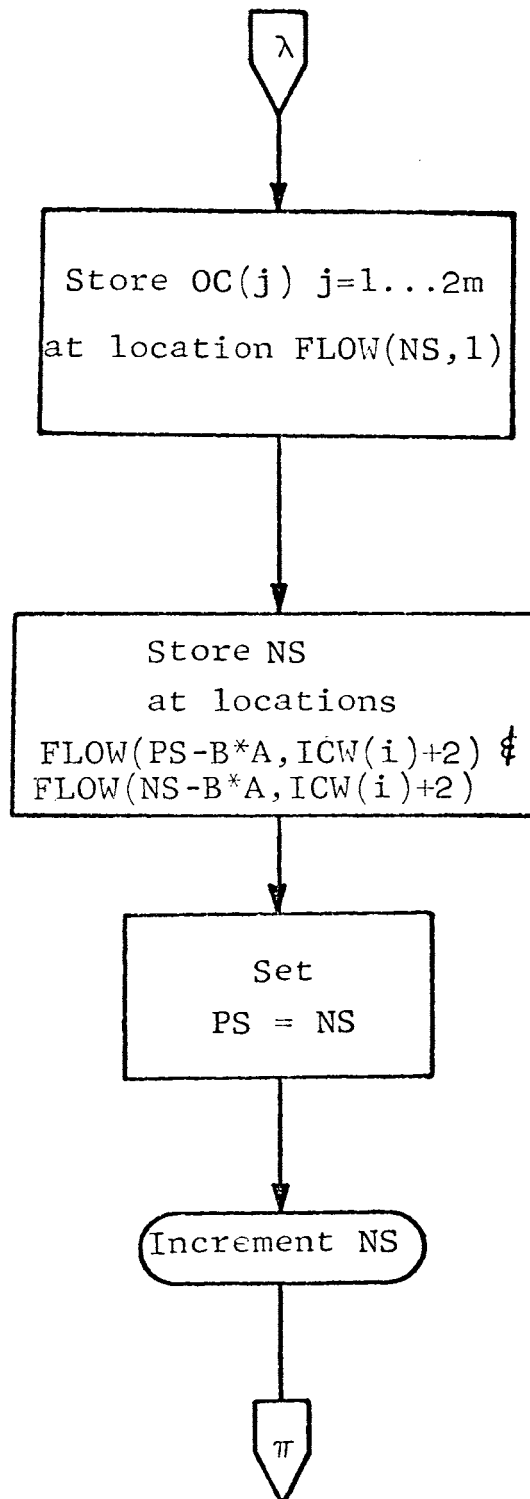 λ
Store OC(j) j=1...2m
at location FLOW(NS,1)
Store NS
at locations
FLOW(PS-B*A,ICW(i)+2) &
FLOW(NS-B*A,ICW(i)+2)
Set
PS = NS
Increment NS
π